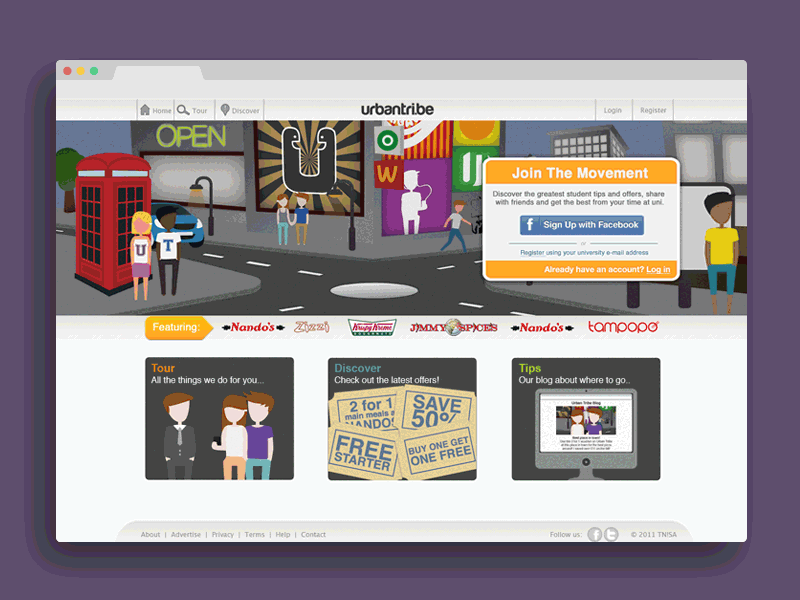 Home Tour Discover urbantribe Login Register
OPEN
U
O
W
U
U T
Join The Movement
Discover the greatest student tips and offers, share
with friends and get the best from your time at uni.
f Sign Up with Facebook
or
Register using your university e-mail address
Already have an account? Log in
Featuring: Nando's Zizzi Krispy Kreme JIMMY SPICES Nando's tampopo
Tour
All the things we do for you...
Discover
Check out the latest offers!
2 for 1
main meals a
NANDO
SAVE
50%
FREE
STARTER
BUY ONE GET
ONE FREE
Tips
Our blog about where to go..
Urban Tribe Blog
About | Advertise | Privacy | Terms | Help | Contact
Follow us: f t © 2011 TNISA